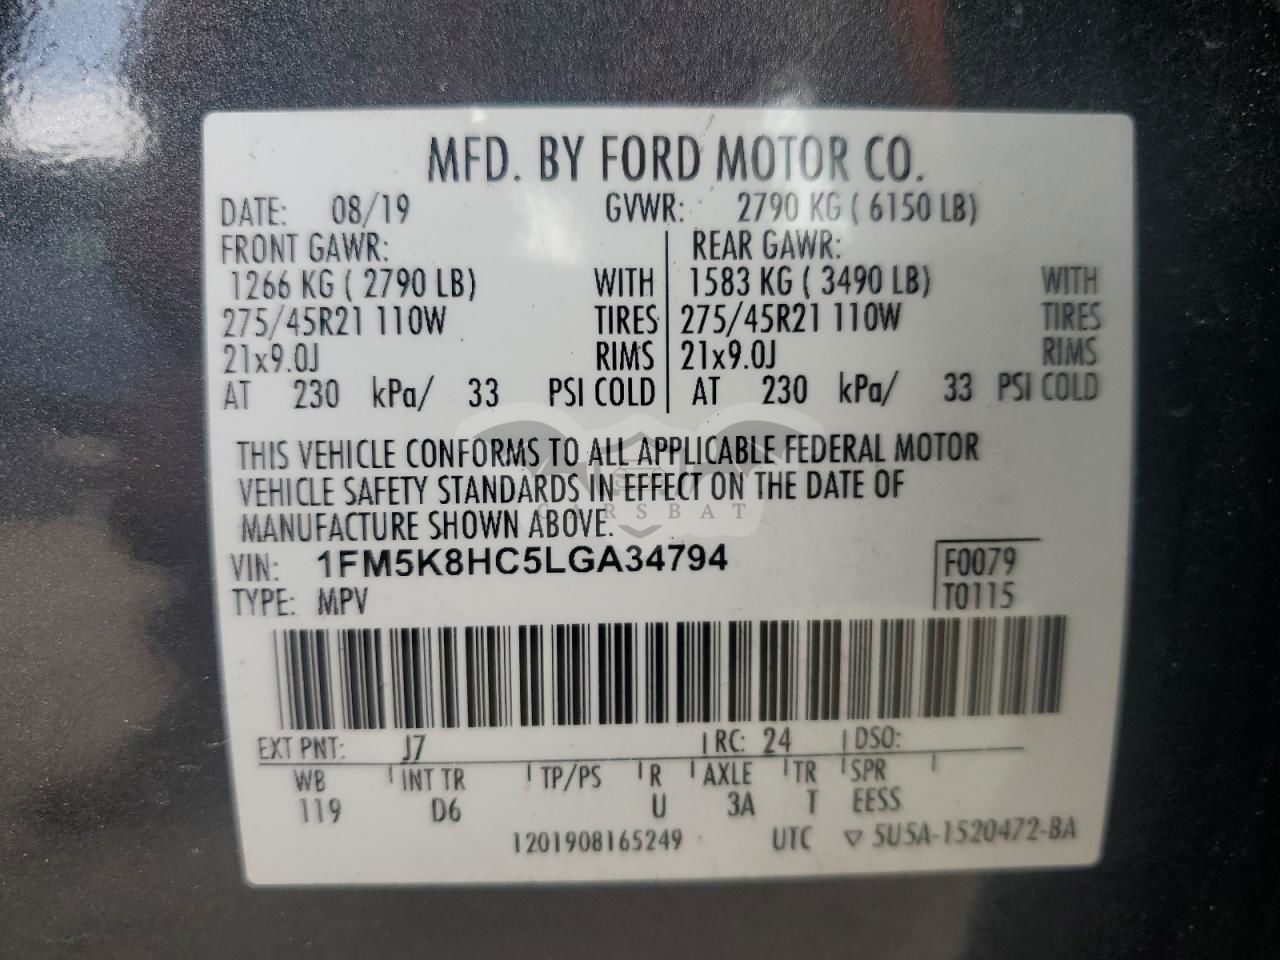 MFD. BY FORD MOTOR CO.
DATE: 08/19 GVWR: 2790 KG ( 6150 LB)
FRONT GAWR: REAR GAWR:
1266 KG ( 2790 LB) WITH 1583 KG ( 3490 LB) WITH
275/45R21 110W TIRES 275/45R21 110W TIRES
21x9.0J RIMS 21x9.0J RIMS
AT 230 kPa/ 33 PSI COLD AT 230 kPa/ 33 PSI COLD
THIS VEHICLE CONFORMS TO ALL APPLICABLE FEDERAL MOTOR
VEHICLE SAFETY STANDARDS IN EFFECT ON THE DATE OF
CARSBAT
MANUFACTURE SHOWN ABOVE.
VIN: 1FM5K8HC5LGA34794 F0079
TYPE: MPV T0115
EXT PNT: J7 RC: 24 DSO:
WB INT TR TP/PS R AXLE TR SPR
119 D6 U 3A T EESS
1201908165249 UTC ▽ 5U5A-1520472-BA